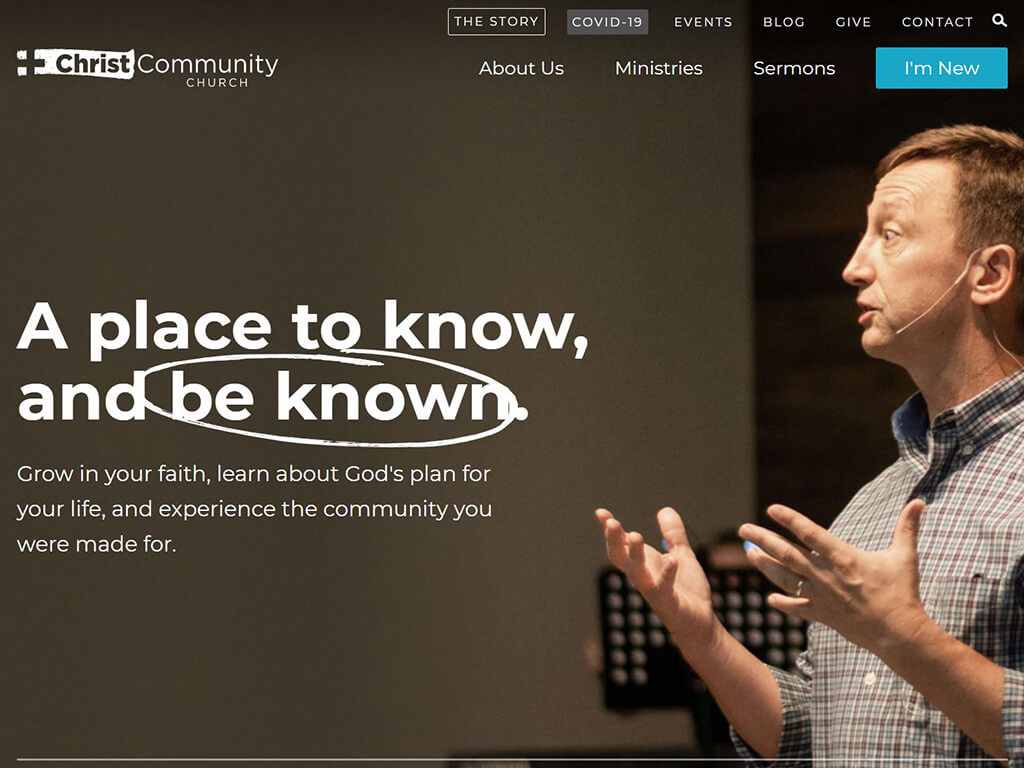 THE STORY
COVID-19
EVENTS
BLOG
GIVE
CONTACT
Christ Community
CHURCH
About Us
Ministries
Sermons
I'm New
A place to know,
and be known.
Grow in your faith, learn about God's plan for
your life, and experience the community you
were made for.